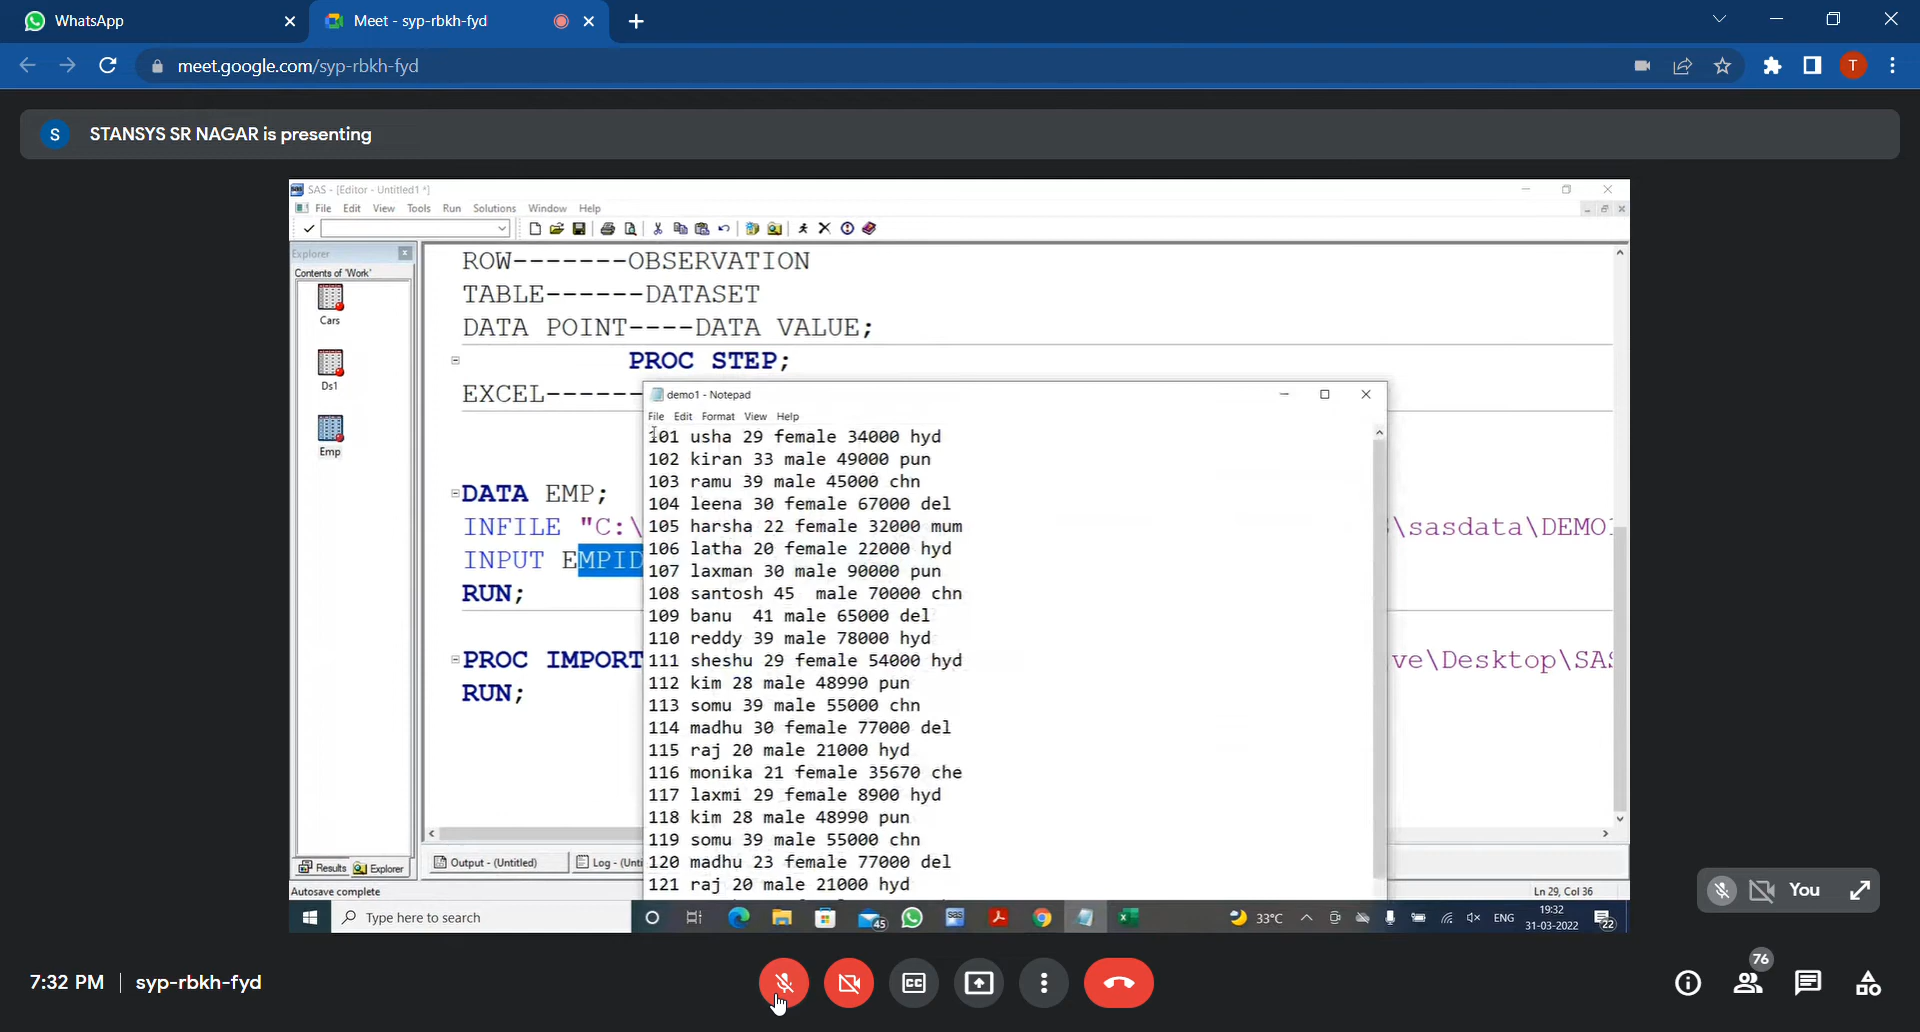 WhatsApp
Meet - syp-rbkh-fyd
meet.google.com/syp-rbkh-fyd
T
S
STANSYS SR NAGAR is presenting
SAS - [Editor - Untitled1 *]
File Edit View Tools Run Solutions Window Help
Explorer
Contents of 'Work'
Cars
Ds1
Emp
ROW-------OBSERVATION
TABLE------DATASET
DATA POINT----DATA VALUE;
PROC STEP;
EXCEL------
DATA EMP;
INFILE "C:\
\sasdata\DEMO1
INPUT EMPID
RUN;
PROC IMPORT
ve\Desktop\SAS
RUN;
demo1 - Notepad
File Edit Format View Help
101 usha 29 female 34000 hyd
102 kiran 33 male 49000 pun
103 ramu 39 male 45000 chn
104 leena 30 female 67000 del
105 harsha 22 female 32000 mum
106 latha 20 female 22000 hyd
107 laxman 30 male 90000 pun
108 santosh 45  male 70000 chn
109 banu  41 male 65000 del
110 reddy 39 male 78000 hyd
111 sheshu 29 female 54000 hyd
112 kim 28 male 48990 pun
113 somu 39 male 55000 chn
114 madhu 30 female 77000 del
115 raj 20 male 21000 hyd
116 monika 21 female 35670 che
117 laxmi 29 female 8900 hyd
118 kim 28 male 48990 pun
119 somu 39 male 55000 chn
120 madhu 23 female 77000 del
121 raj 20 male 21000 hyd
Results Explorer
Output - (Untitled)
Log - (Unti
Autosave complete
Ln 29, Col 36
Type here to search
45
sas
33°C
ENG
19:32
31-03-2022
22
You
7:32 PM
syp-rbkh-fyd
CC
76